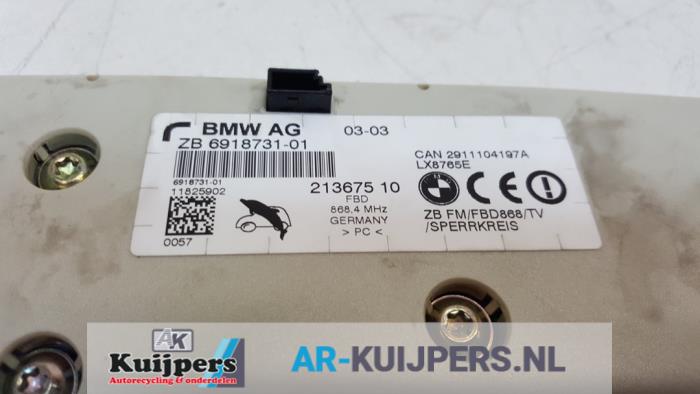 BMW AG 03-03
ZB 6918731-01
CAN 2911104197A
LX8765E
6918731-01
11825902
213675 10
FBD
868,4 MHz
GERMANY
> PC <
0057
ZB FM/FBD868/TV
/SPERRKREIS
AK
Kuijpers
Autorecycling & onderdelen
AR-KUIJPERS.NL